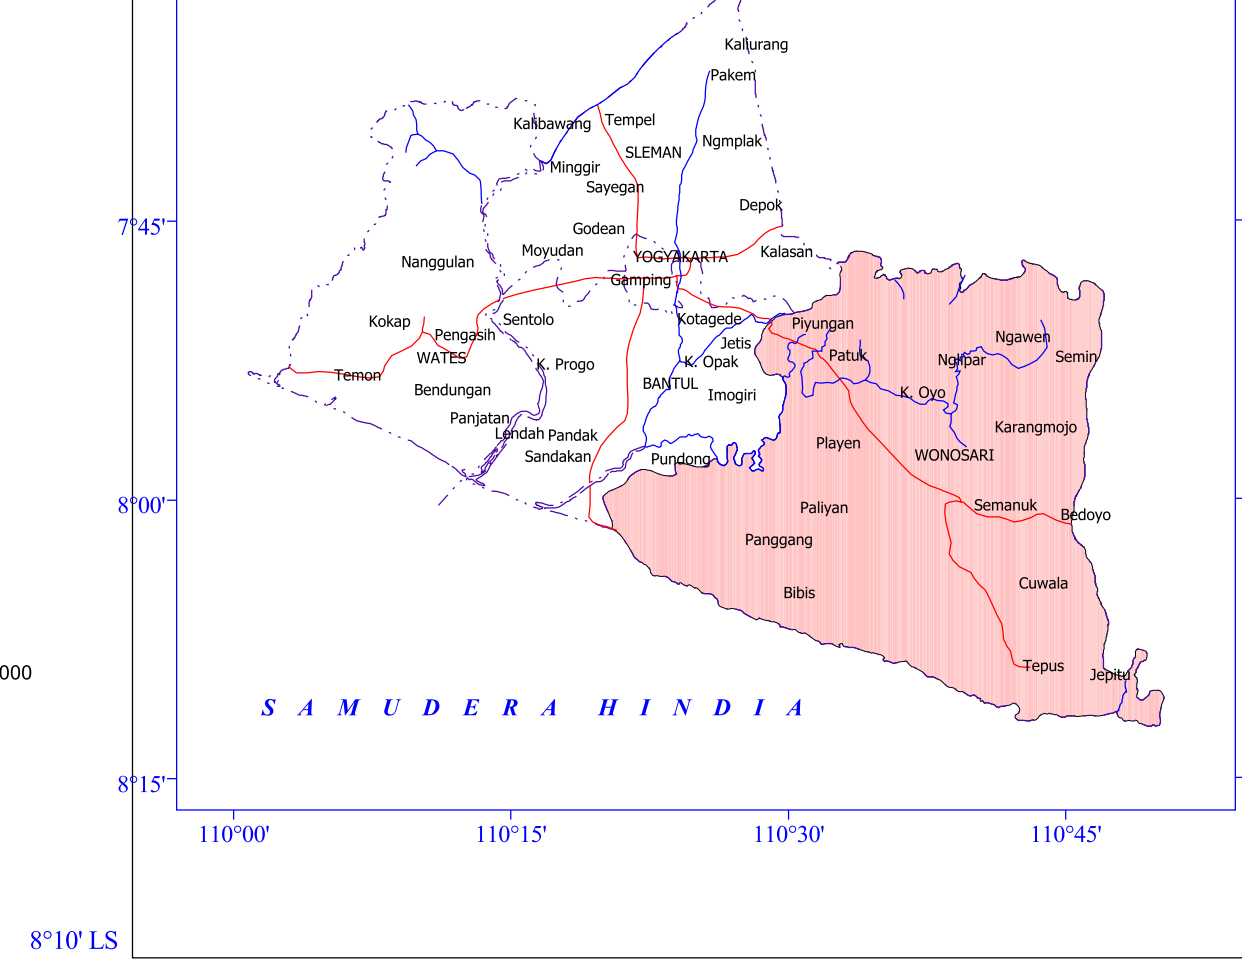 Kaliurang
Pakem
Kalibawang
Tempel
Ngmplak
SLEMAN
Minggir
Sayegan
Depok
7°45'
Godean
Moyudan
Kalasan
YOGYAKARTA
Nanggulan
Gamping
Kokap
Sentolo
Kotagede
Piyungan
Pengasih
Ngawen
Jetis
WATES
Patuk
Semin
Nglipar
K. Progo
K. Opak
Temon
BANTUL
Bendungan
Imogiri
K. Oyo
Panjatan
Karangmojo
Lendah
Pandak
Playen
Sandakan
Pundong
WONOSARI
8°00'
Semanuk
Paliyan
Bedoyo
Panggang
Cuwala
Bibis
Tepus
000
Jepitu
SAMUDERA HINDIA
8°15'
110°00' 110°15' 110°30' 110°45'
8°10' LS